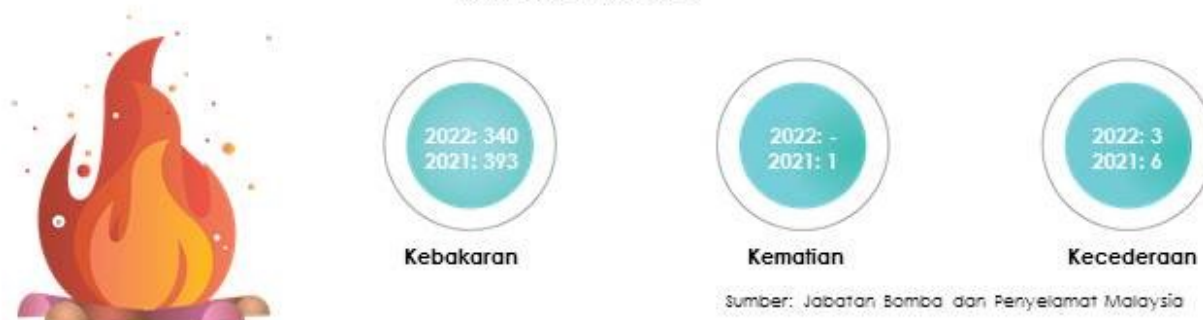 2022: 340
2021: 393
Kebakaran
2022: -
2021: 1
Kematian
2022: 3
2021: 6
Kecederaan
Sumber: Jabatan Bomba dan Penyelamat Malaysia